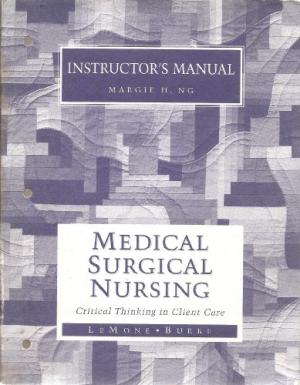 INSTRUCTOR'S MANUAL
MARGIE H. NG
MEDICAL
SURGICAL
NURSING
Critical Thinking in Client Care
LEMONE • BURKE